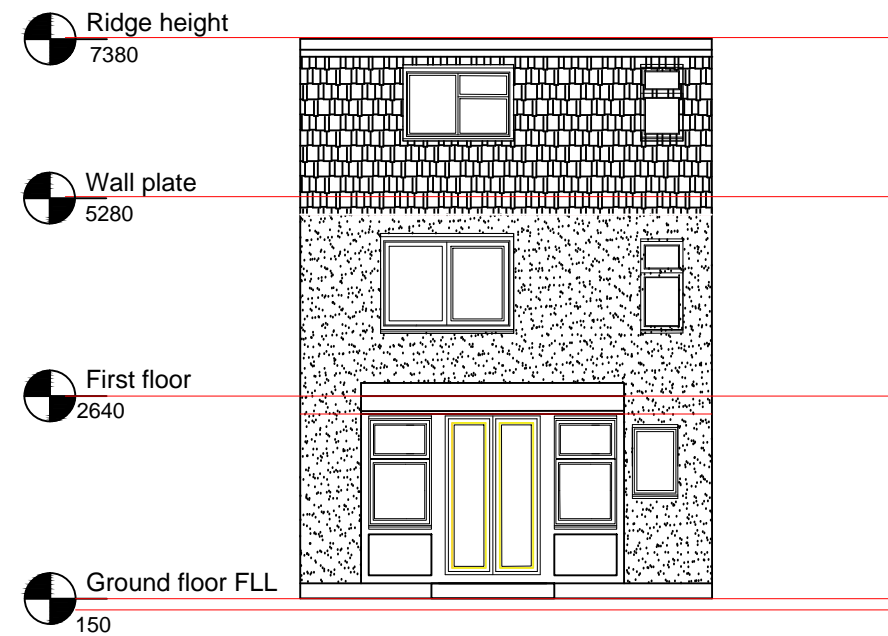 Ridge height
7380
Wall plate
5280
First floor
2640
Ground floor FLL
150